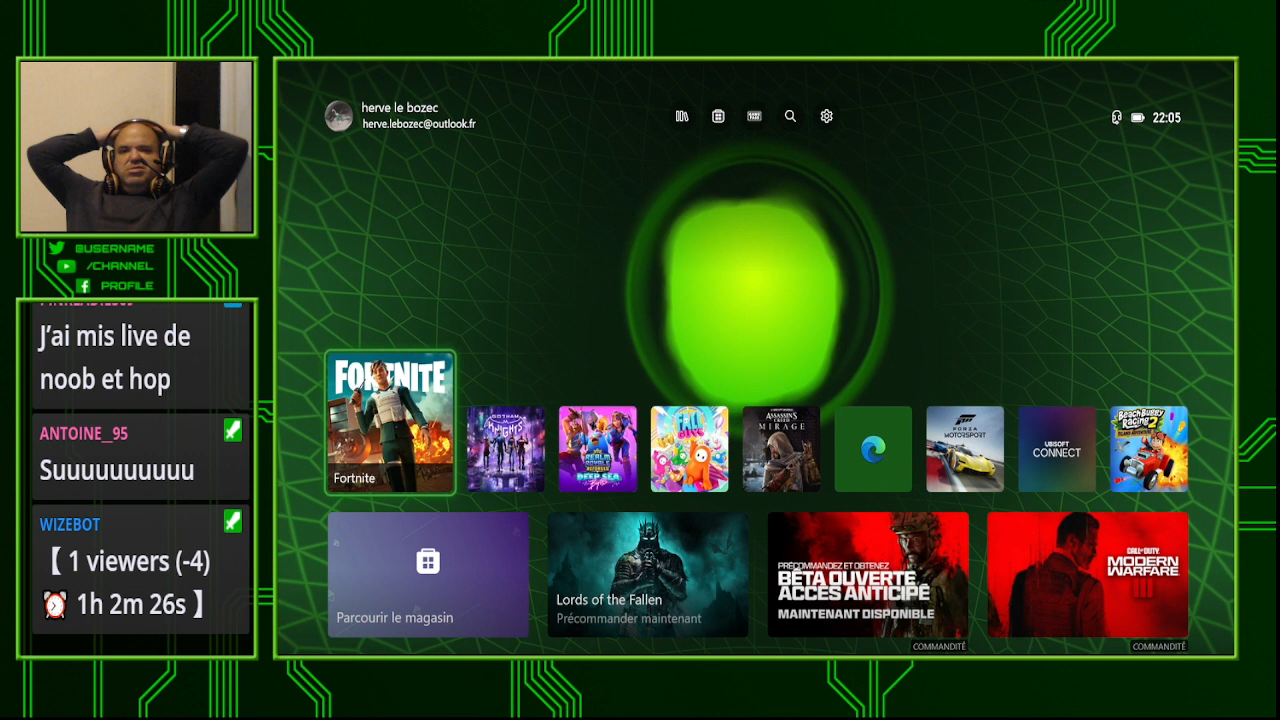 herve le bozec
herve.lebozec@outlook.fr
22:05
@USERNAME
/CHANNEL
PROFILE
J'ai mis live de
noob et hop
ANTOINE_95
Suuuuuuuuuu
WIZEBOT
【 1 viewers (-4)
⏰ 1h 2m 26s 】
FORTNITE
Fortnite
GOTHAM
KNIGHTS
FALL
GUYS
ASSASSIN'S
CREED
MIRAGE
FORZA
MOTORSPORT
UBISOFT
CONNECT
BEACH BUGGY
RACING 2
Parcourir le magasin
Lords of the Fallen
Précommander maintenant
PRÉCOMMANDEZ ET OBTENEZ
BÊTA OUVERTE
ACCÈS ANTICIPÉ
MAINTENANT DISPONIBLE
COMMANDITÉ
CALL OF DUTY
MODERN
WARFARE
III
COMMANDITÉ